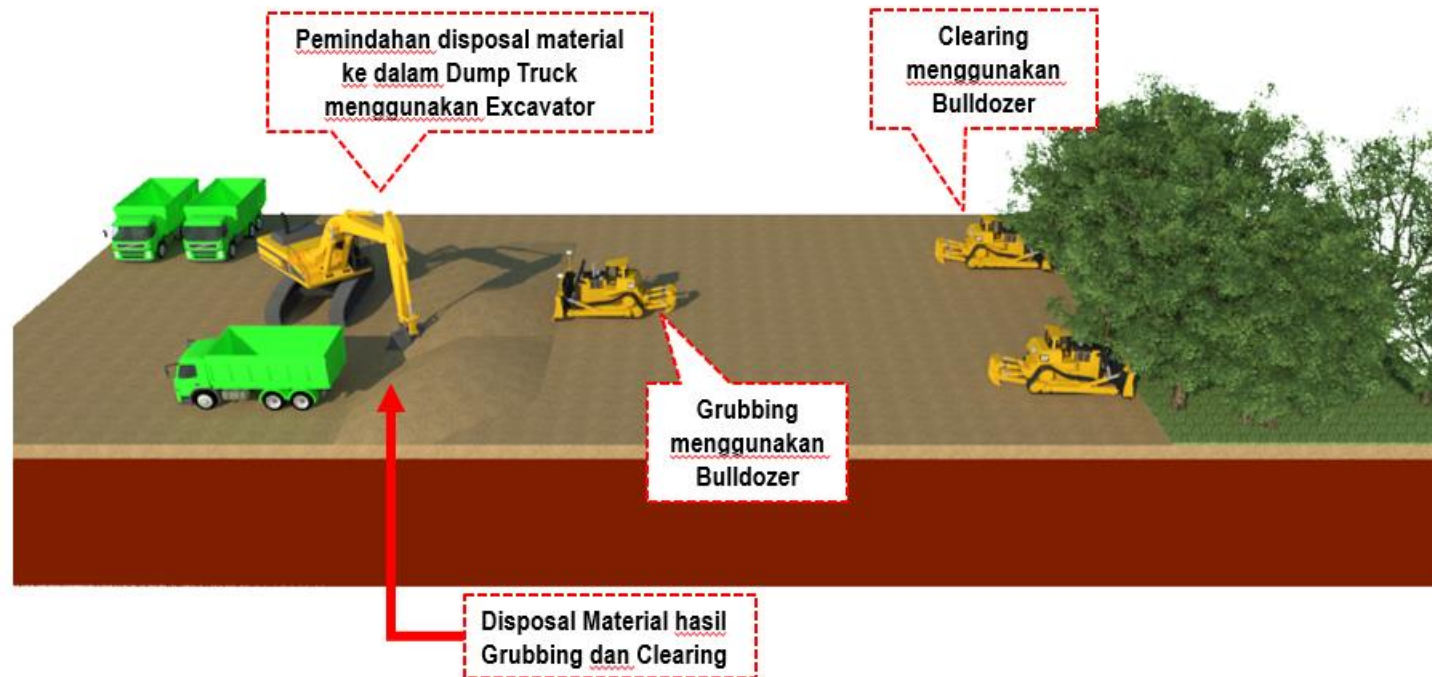 Pemindahan disposal material
ke dalam Dump Truck
menggunakan Excavator
Clearing
menggunakan
Bulldozer
Grubbing
menggunakan
Bulldozer
Disposal Material hasil
Grubbing dan Clearing